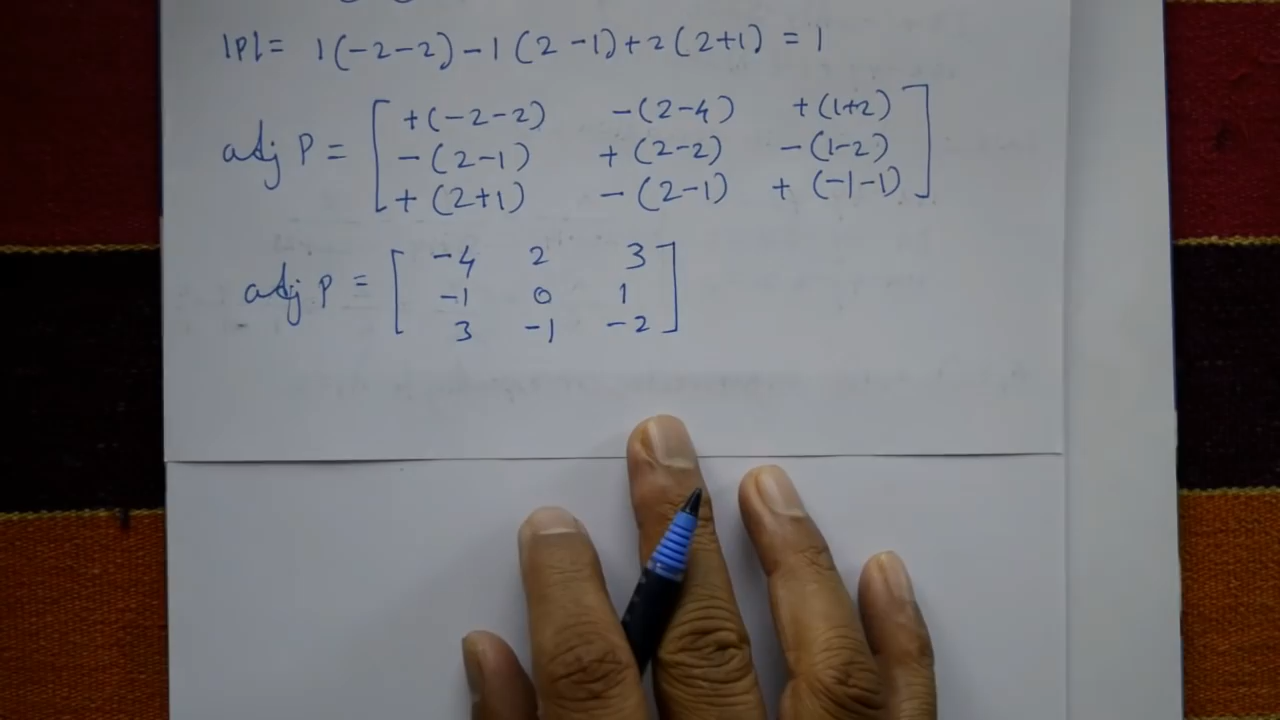 |P| = 1(-2-2)-1(2-1)+2(2+1) = 1
adj P = [ +(-2-2) -(2-4) +(1+2)
-(2-1) +(2-2) -(1-2)
+(2+1) -(2-1) +(-1-1) ]
adj P = [ -4 2 3
-1 0 1
3 -1 -2 ]